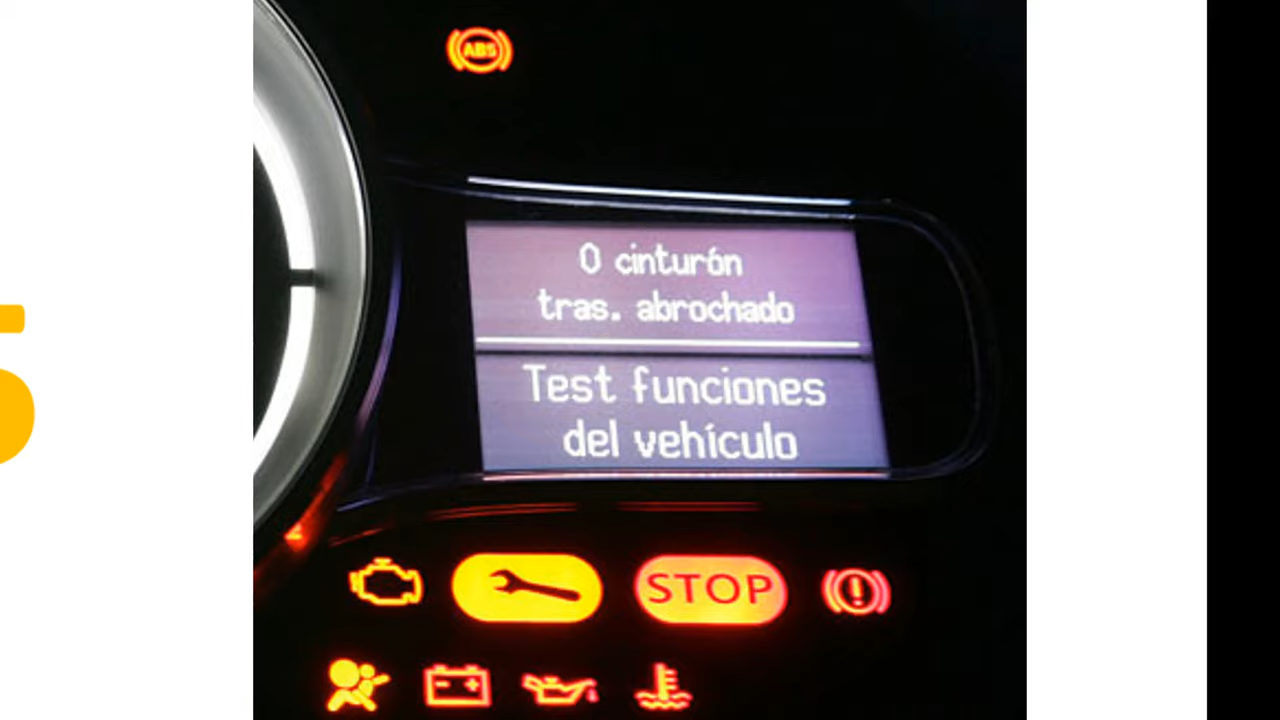 ABS
0 cinturón
tras. abrochado
Test funciones
del vehículo
STOP